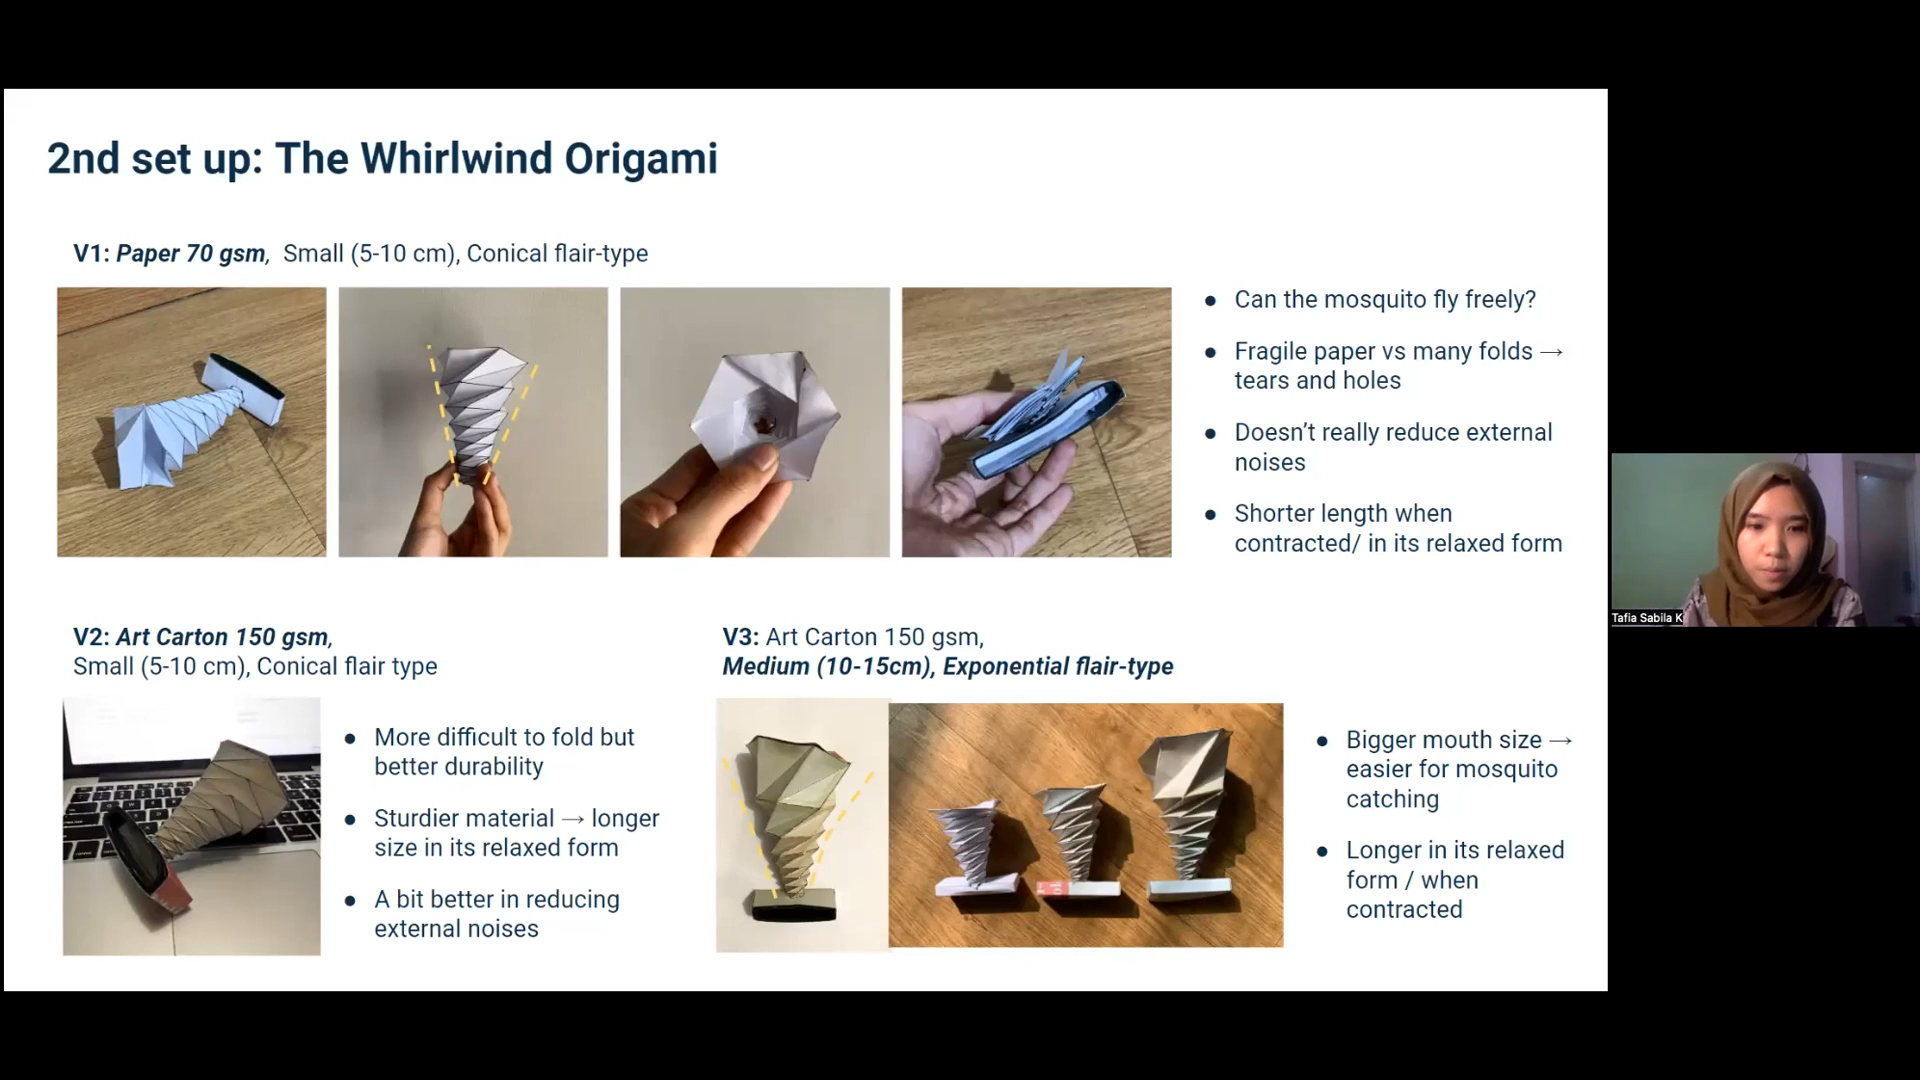 2nd set up: The Whirlwind Origami
V1: Paper 70 gsm, Small (5-10 cm), Conical flair-type
● Can the mosquito fly freely?
● Fragile paper vs many folds →
tears and holes
● Doesn’t really reduce external
noises
● Shorter length when
contracted/ in its relaxed form
V2: Art Carton 150 gsm,
Small (5-10 cm), Conical flair type
● More difficult to fold but
better durability
● Sturdier material → longer
size in its relaxed form
● A bit better in reducing
external noises
V3: Art Carton 150 gsm,
Medium (10-15cm), Exponential flair-type
● Bigger mouth size →
easier for mosquito
catching
● Longer in its relaxed
form / when
contracted
Tafia Sabila K